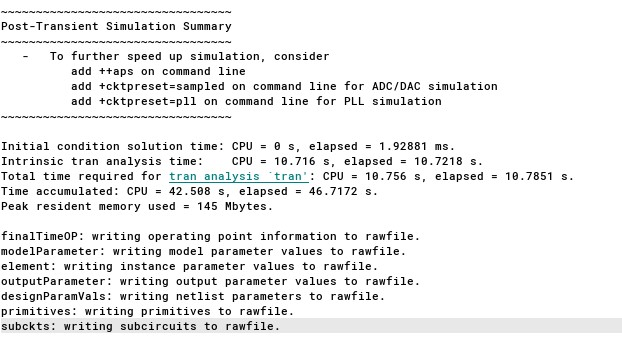 ~~~~~~~~~~~~~~~~~~~~~~~~~~~~~~~~~
Post-Transient Simulation Summary
~~~~~~~~~~~~~~~~~~~~~~~~~~~~~~~~~
   -   To further speed up simulation, consider
          add ++aps on command line
          add +cktpreset=sampled on command line for ADC/DAC simulation
          add +cktpreset=pll on command line for PLL simulation
~~~~~~~~~~~~~~~~~~~~~~~~~~~~~~~~~
Initial condition solution time: CPU = 0 s, elapsed = 1.92881 ms.
Intrinsic tran analysis time:    CPU = 10.716 s, elapsed = 10.7218 s.
Total time required for tran analysis `tran': CPU = 10.756 s, elapsed = 10.7851 s.
Time accumulated: CPU = 42.508 s, elapsed = 46.7172 s.
Peak resident memory used = 145 Mbytes.
finalTimeOP: writing operating point information to rawfile.
modelParameter: writing model parameter values to rawfile.
element: writing instance parameter values to rawfile.
outputParameter: writing output parameter values to rawfile.
designParamVals: writing netlist parameters to rawfile.
primitives: writing primitives to rawfile.
subckts: writing subcircuits to rawfile.